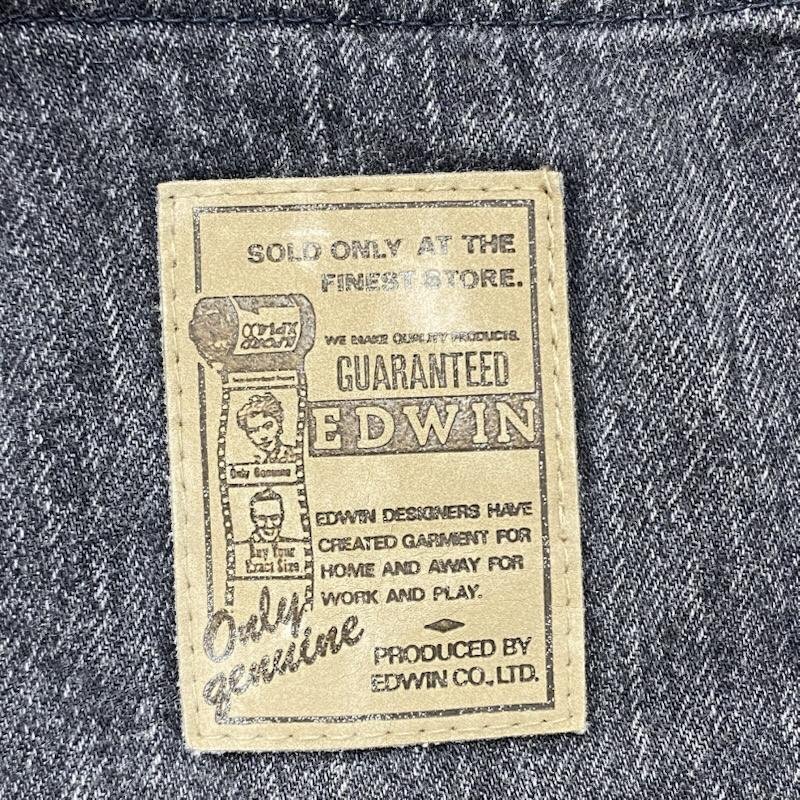 SOLD ONLY AT THE
FINEST STORE.
ILFORD
XP1400
WE MAKE QUALITY PRODUCTS.
GUARANTEED
EDWIN
Only Genuine
Buy Your
Exact Size
EDWIN DESIGNERS HAVE
CREATED GARMENT FOR
HOME AND AWAY FOR
WORK AND PLAY.
Only
genuine
PRODUCED BY
EDWIN CO., LTD.